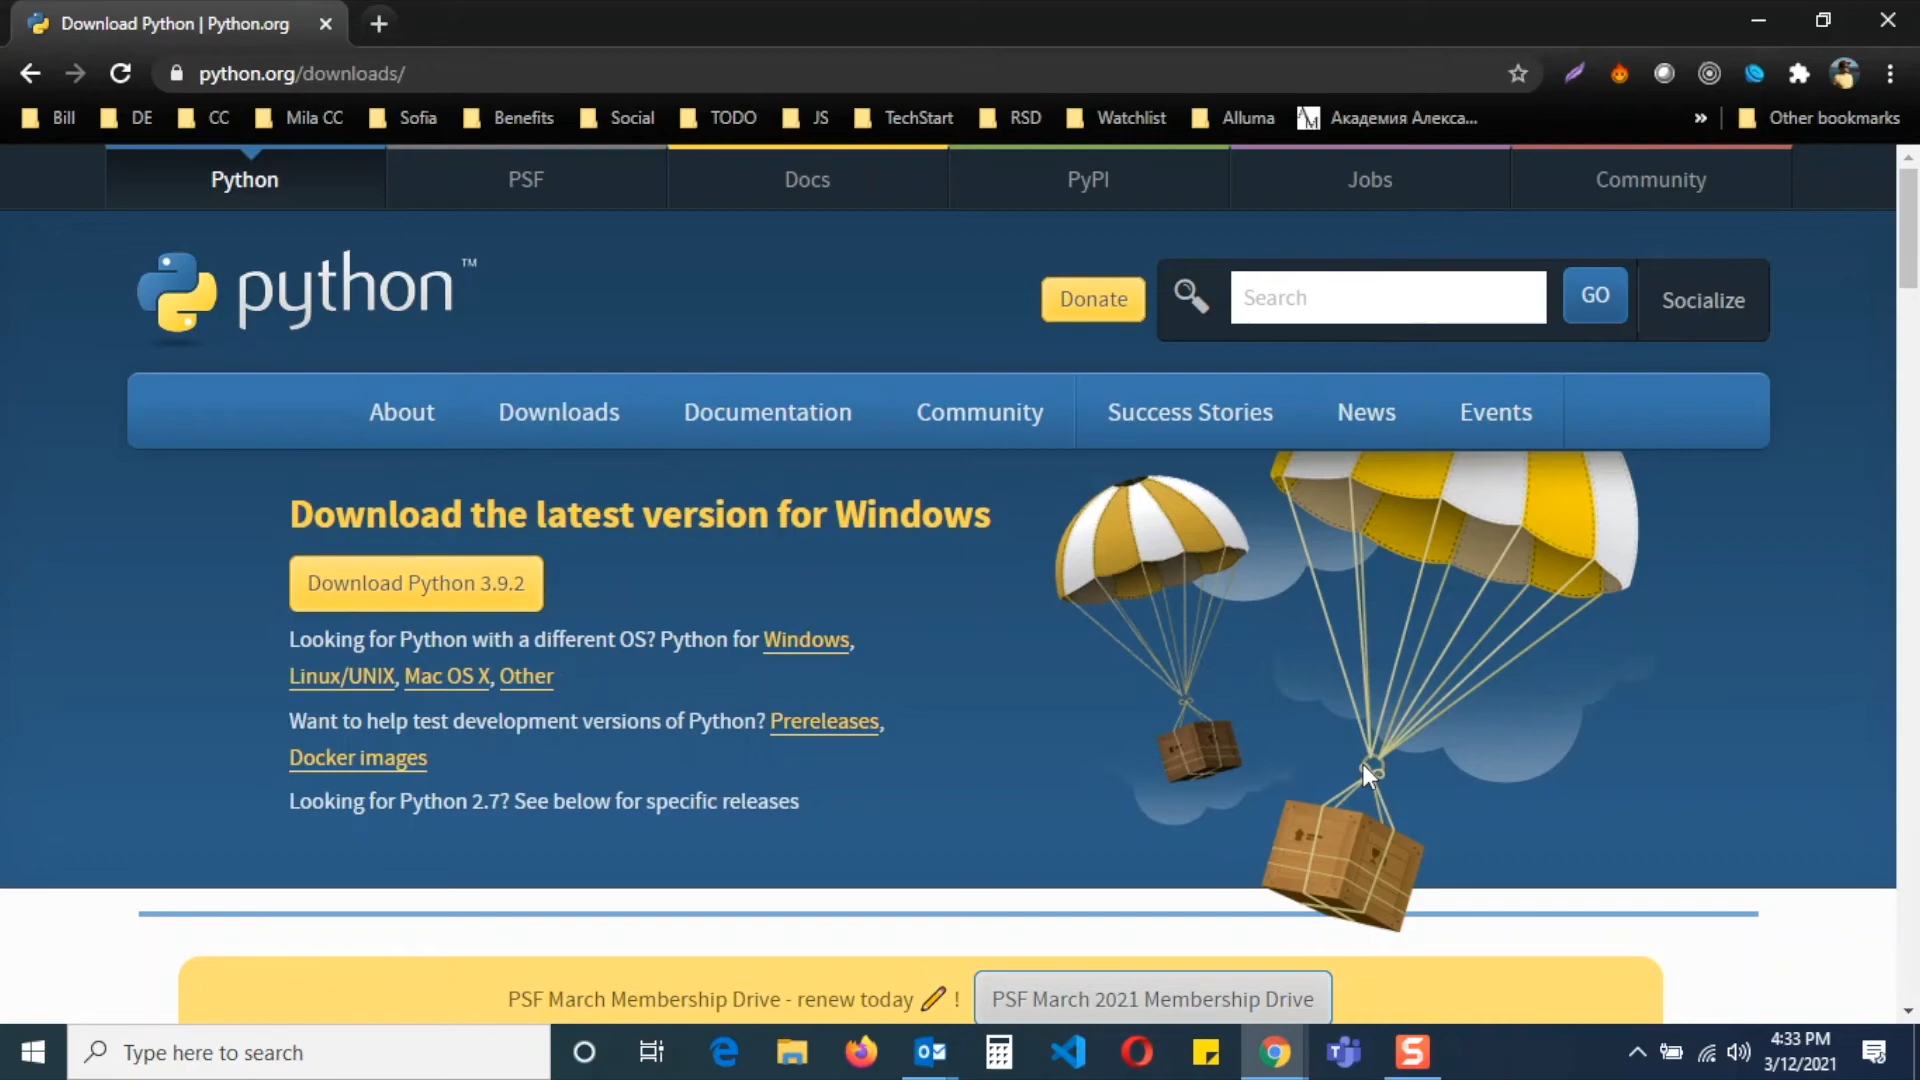 Download Python | Python.org
python.org/downloads/
Bill DE CC Mila CC Sofia Benefits Social TODO JS TechStart RSD Watchlist Alluma Академия Алекса... » Other bookmarks
Python PSF Docs PyPI Jobs Community
python™
Donate Search GO Socialize
About Downloads Documentation Community Success Stories News Events
Download the latest version for Windows
Download Python 3.9.2
Looking for Python with a different OS? Python for Windows,
Linux/UNIX, Mac OS X, Other
Want to help test development versions of Python? Prereleases,
Docker images
Looking for Python 2.7? See below for specific releases
PSF March Membership Drive - renew today ! PSF March 2021 Membership Drive
Type here to search
4:33 PM
3/12/2021